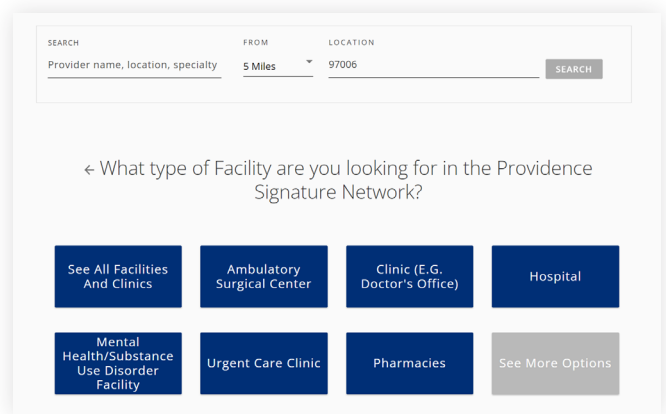 SEARCH FROM LOCATION
Provider name, location, specialty 5 Miles 97006 SEARCH
← What type of Facility are you looking for in the Providence
Signature Network?
See All Facilities
And Clinics
Ambulatory
Surgical Center
Clinic (E.G.
Doctor's Office)
Hospital
Mental
Health/Substance
Use Disorder
Facility
Urgent Care Clinic
Pharmacies
See More Options